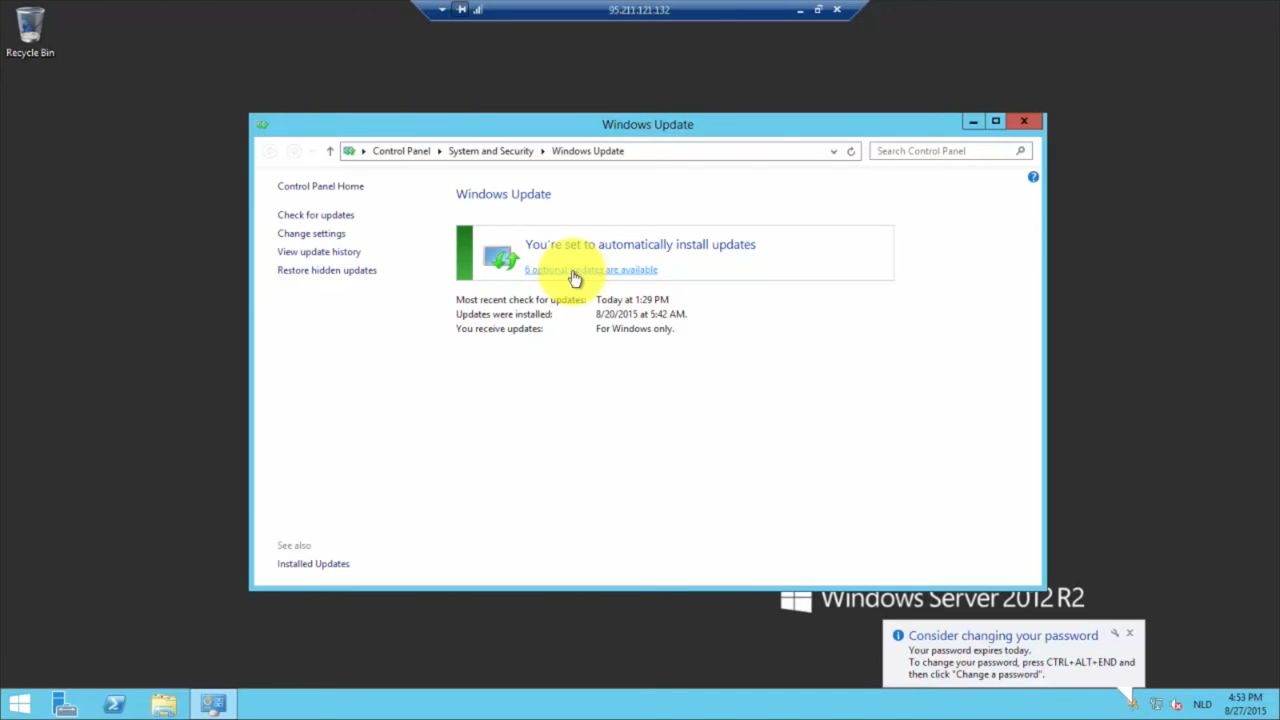 95.211.121.132
Recycle Bin
Windows Update
Control Panel
System and Security
Windows Update
Search Control Panel
Control Panel Home
Check for updates
Change settings
View update history
Restore hidden updates
Windows Update
You're set to automatically install updates
6 optional updates are available
Most recent check for updates: Today at 1:29 PM
Updates were installed: 8/20/2015 at 5:42 AM.
You receive updates: For Windows only.
See also
Installed Updates
Windows Server 2012 R2
Consider changing your password
Your password expires today.
To change your password, press CTRL+ALT+END and
then click "Change a password".
NLD
4:53 PM
8/27/2015